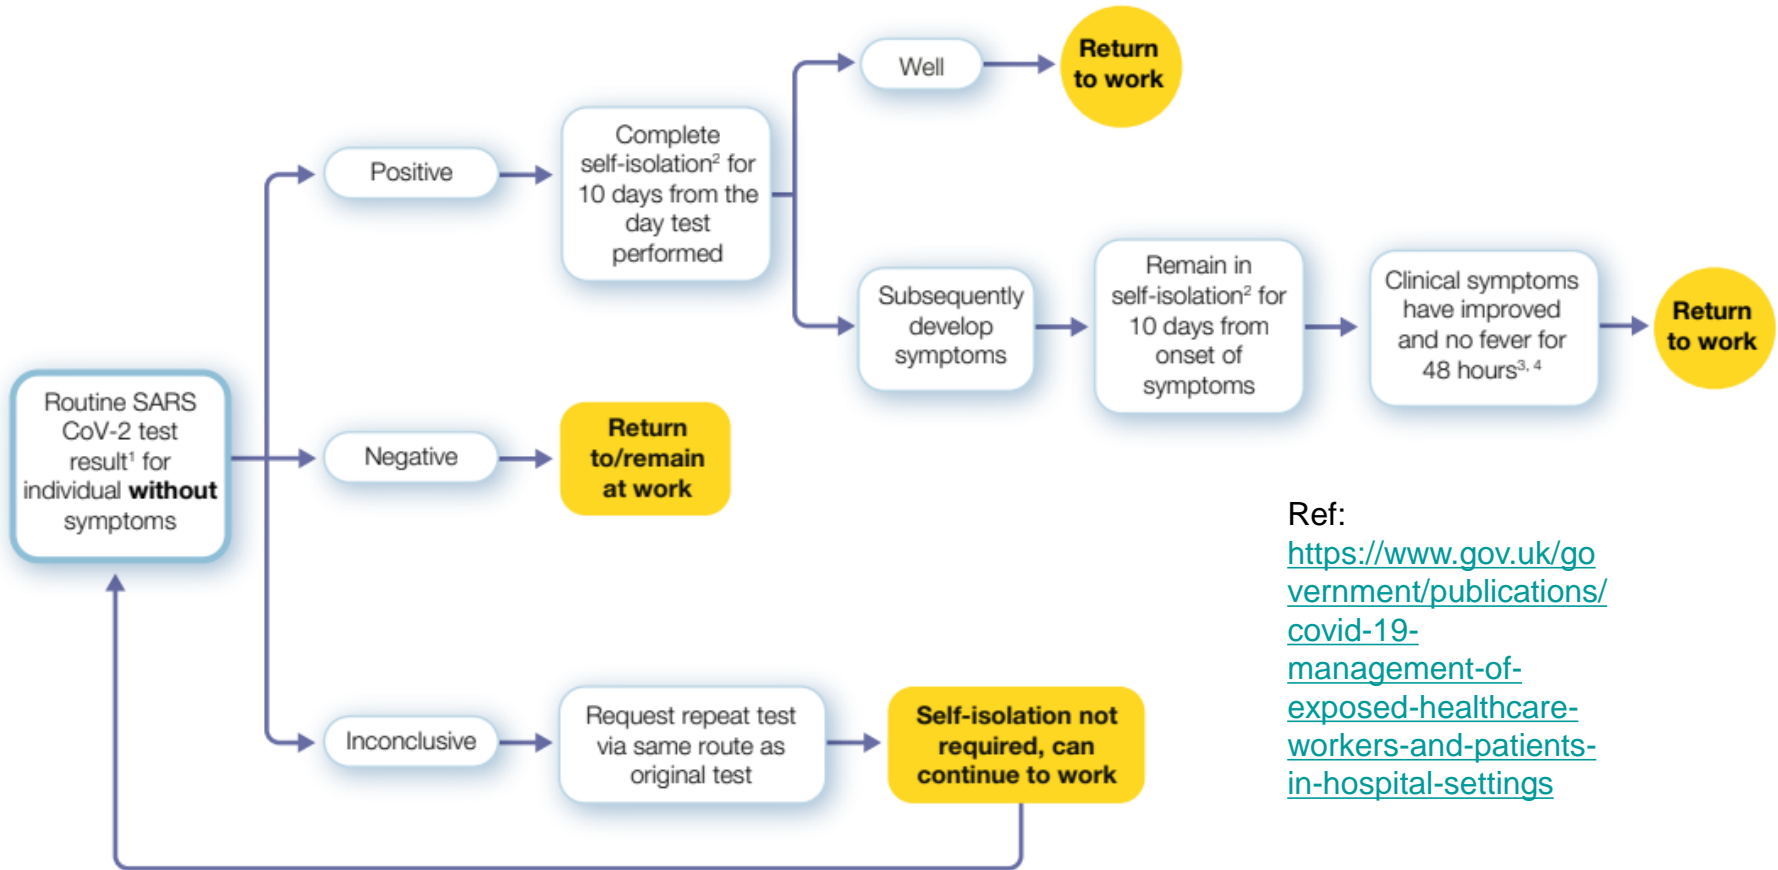 Routine SARS
CoV-2 test
result¹ for
individual without
symptoms
Positive
Complete
self-isolation² for
10 days from the
day test
performed
Well
Return
to work
Subsequently
develop
symptoms
Remain in
self-isolation² for
10 days from
onset of
symptoms
Clinical symptoms
have improved
and no fever for
48 hours³, ⁴
Return
to work
Negative
Return
to/remain
at work
Inconclusive
Request repeat test
via same route as
original test
Self-isolation not
required, can
continue to work
Ref:
https://www.gov.uk/go
vernment/publications/
covid-19-
management-of-
exposed-healthcare-
workers-and-patients-
in-hospital-settings